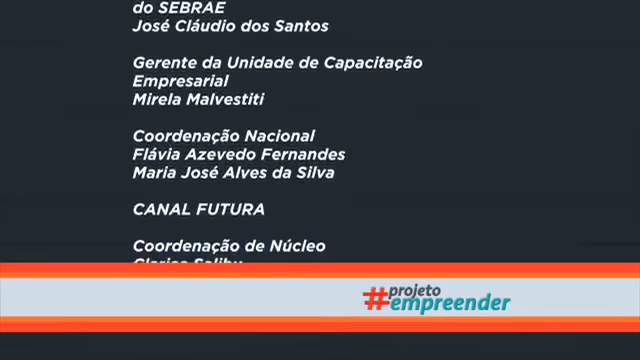 do SEBRAE
José Cláudio dos Santos
Gerente da Unidade de Capacitação
Empresarial
Mirela Malvestiti
Coordenação Nacional
Flávia Azevedo Fernandes
Maria José Alves da Silva
CANAL FUTURA
Coordenação de Núcleo
#projeto
empreender